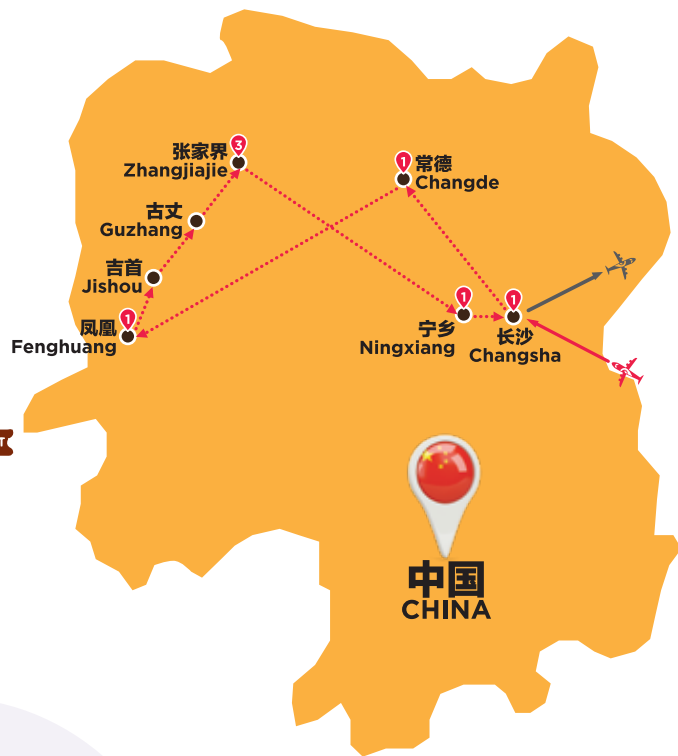 3
张家界
Zhangjiajie
1
常德
Changde
古丈
Guzhang
吉首
Jishou
1
凤凰
Fenghuang
1
宁乡
Ningxiang
1
长沙
Changsha
T
中国
CHINA